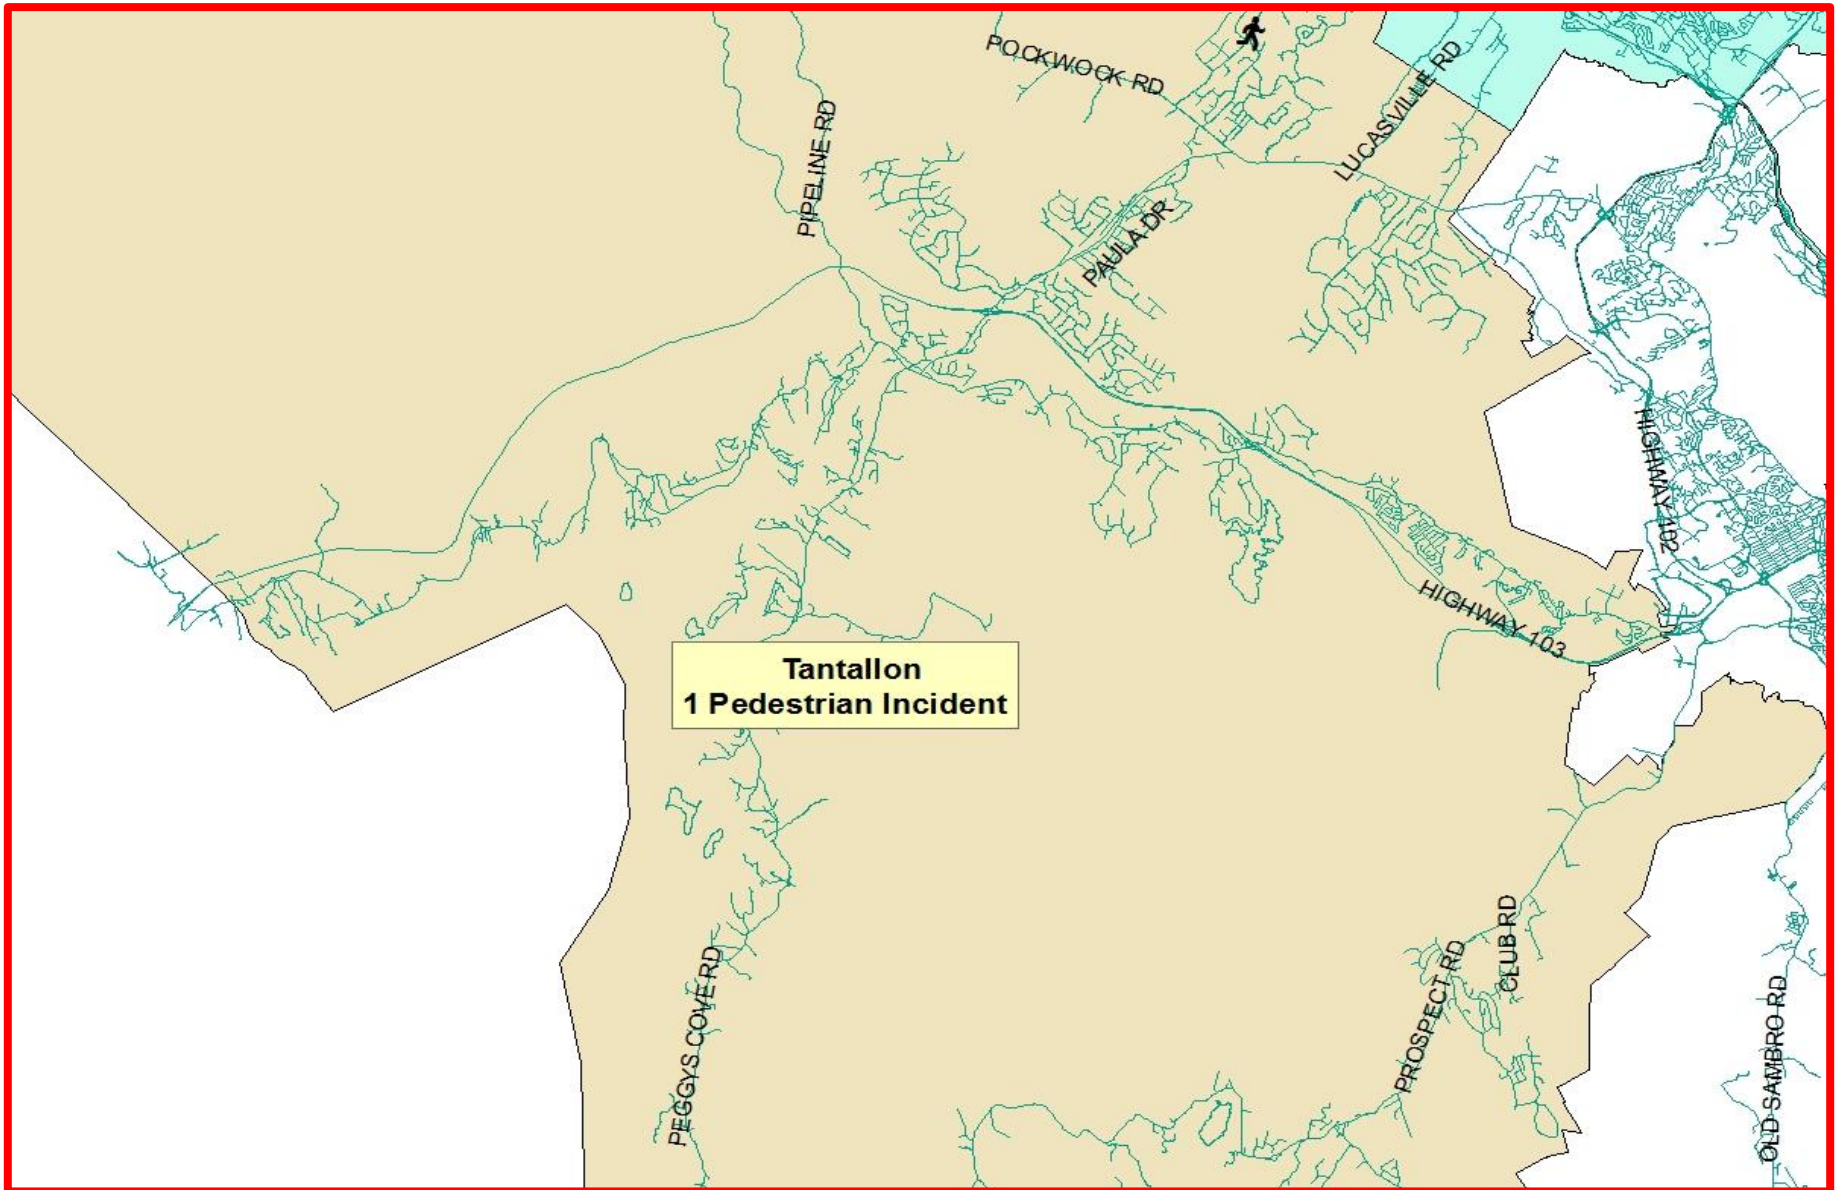 POCKWOCK RD
LUCASVILLE RD
PIPELINE RD
PAULA DR
HIGHWAY 102
HIGHWAY 103
Tantallon
1 Pedestrian Incident
CLUB RD
PROSPECT RD
PEGGYS COVE RD
OLD SAMBRO RD